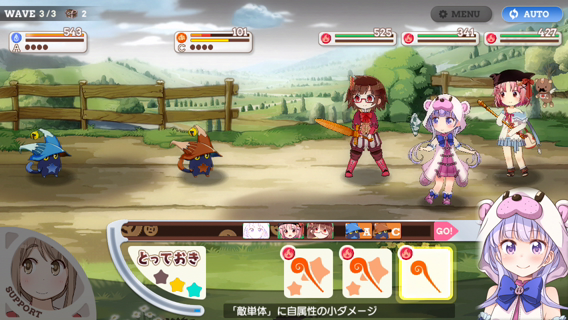 WAVE 3/3 2
MENU
AUTO
543
A
101
C
525
341
427
A
C
GO!
とっておき
SUPPORT
「敵単体」に自属性の小ダメージ